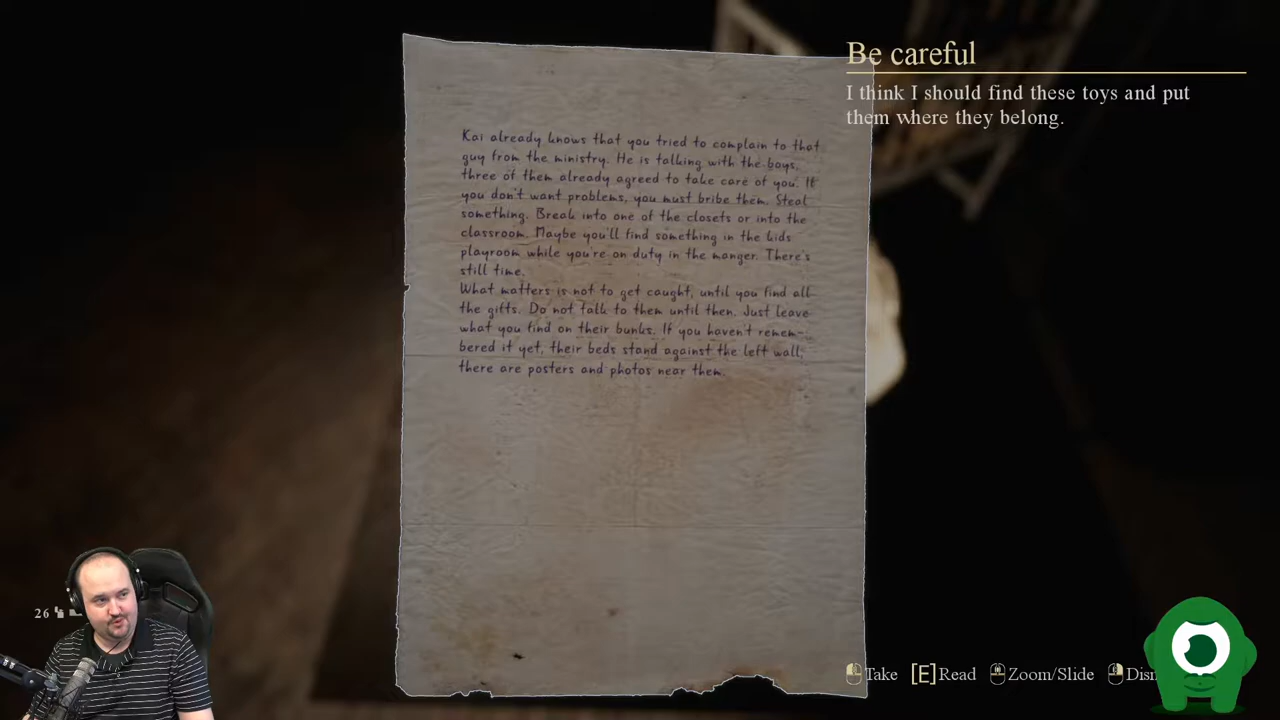 Be careful
I think I should find these toys and put
them where they belong.
Kai already knows that you tried to complain to that
guy from the ministry. He is talking with the boys,
three of them already agreed to take care of you. If
you don't want problems, you must bribe them. Steal
something. Break into one of the closets or into the
classroom. Maybe you'll find something in the kids
playroom while you're on duty in the manger. There's
still time.
What matters is not to get caught, until you find all
the gifts. Do not talk to them until then. Just leave
what you find on their bunks. If you haven't remem-
bered it yet, their beds stand against the left wall,
there are posters and photos near them.
26
Take [E]Read Zoom/Slide